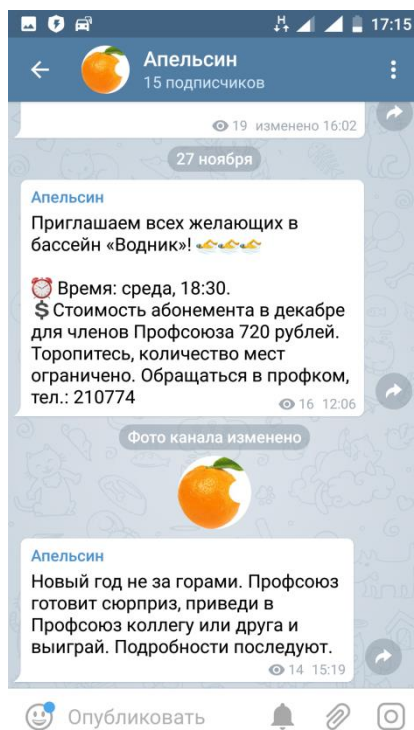 17:15
Апельсин
15 подписчиков
19 изменено 16:02
27 ноября
Апельсин
Приглашаем всех желающих в
бассейн «Водник»!
Время: среда, 18:30.
Стоимость абонемента в декабре
для членов Профсоюза 720 рублей.
Торопитесь, количество мест
ограничено. Обращаться в профком,
тел.: 210774
16 12:06
Фото канала изменено
Апельсин
Новый год не за горами. Профсоюз
готовит сюрприз, приведи в
Профсоюз коллегу или друга и
выиграй. Подробности последуют.
14 15:19
Опубликовать